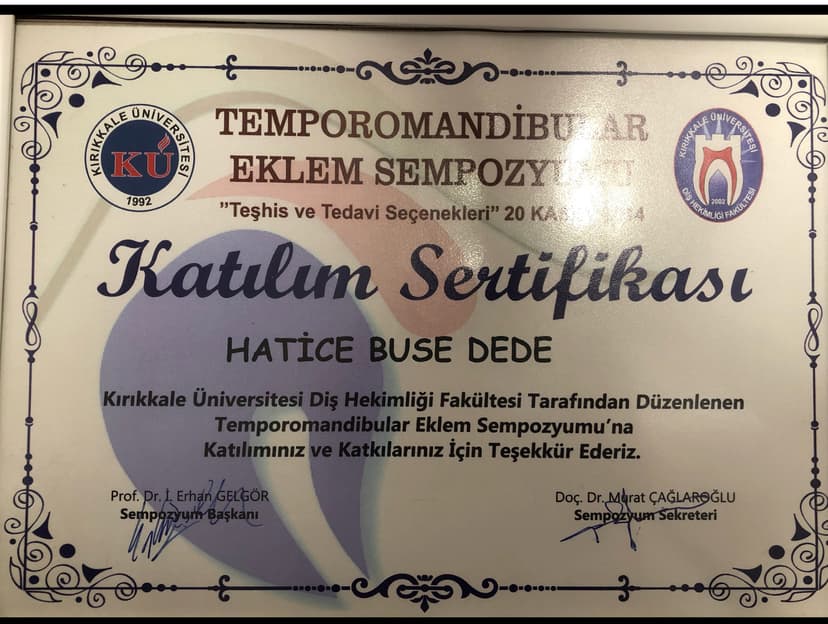 TEMPOROMANDİBULAR
EKLEM SEMPOZYUMU
"Teşhis ve Tedavi Seçenekleri" 20
KIRIKKALE ÜNİVERSİTESİ
KÜ
1992
KIRIKKALE ÜNİVERSİTESİ
2002
DİŞ HEKİMLİĞİ FAKÜLTESİ
Katılım Sertifikası
HATİCE BUSE DEDE
Kırıkkale Üniversitesi Diş Hekimliği Fakültesi Tarafından Düzenlenen
Temporomandibular Eklem Sempozyumu'na
Katılımınız ve Katkılarınız İçin Teşekkür Ederiz.
Prof. Dr. İ. Erhan GELGÖR
Sempozyum Başkanı
Doç. Dr. Murat ÇAĞLAROĞLU
Sempozyum Sekreteri